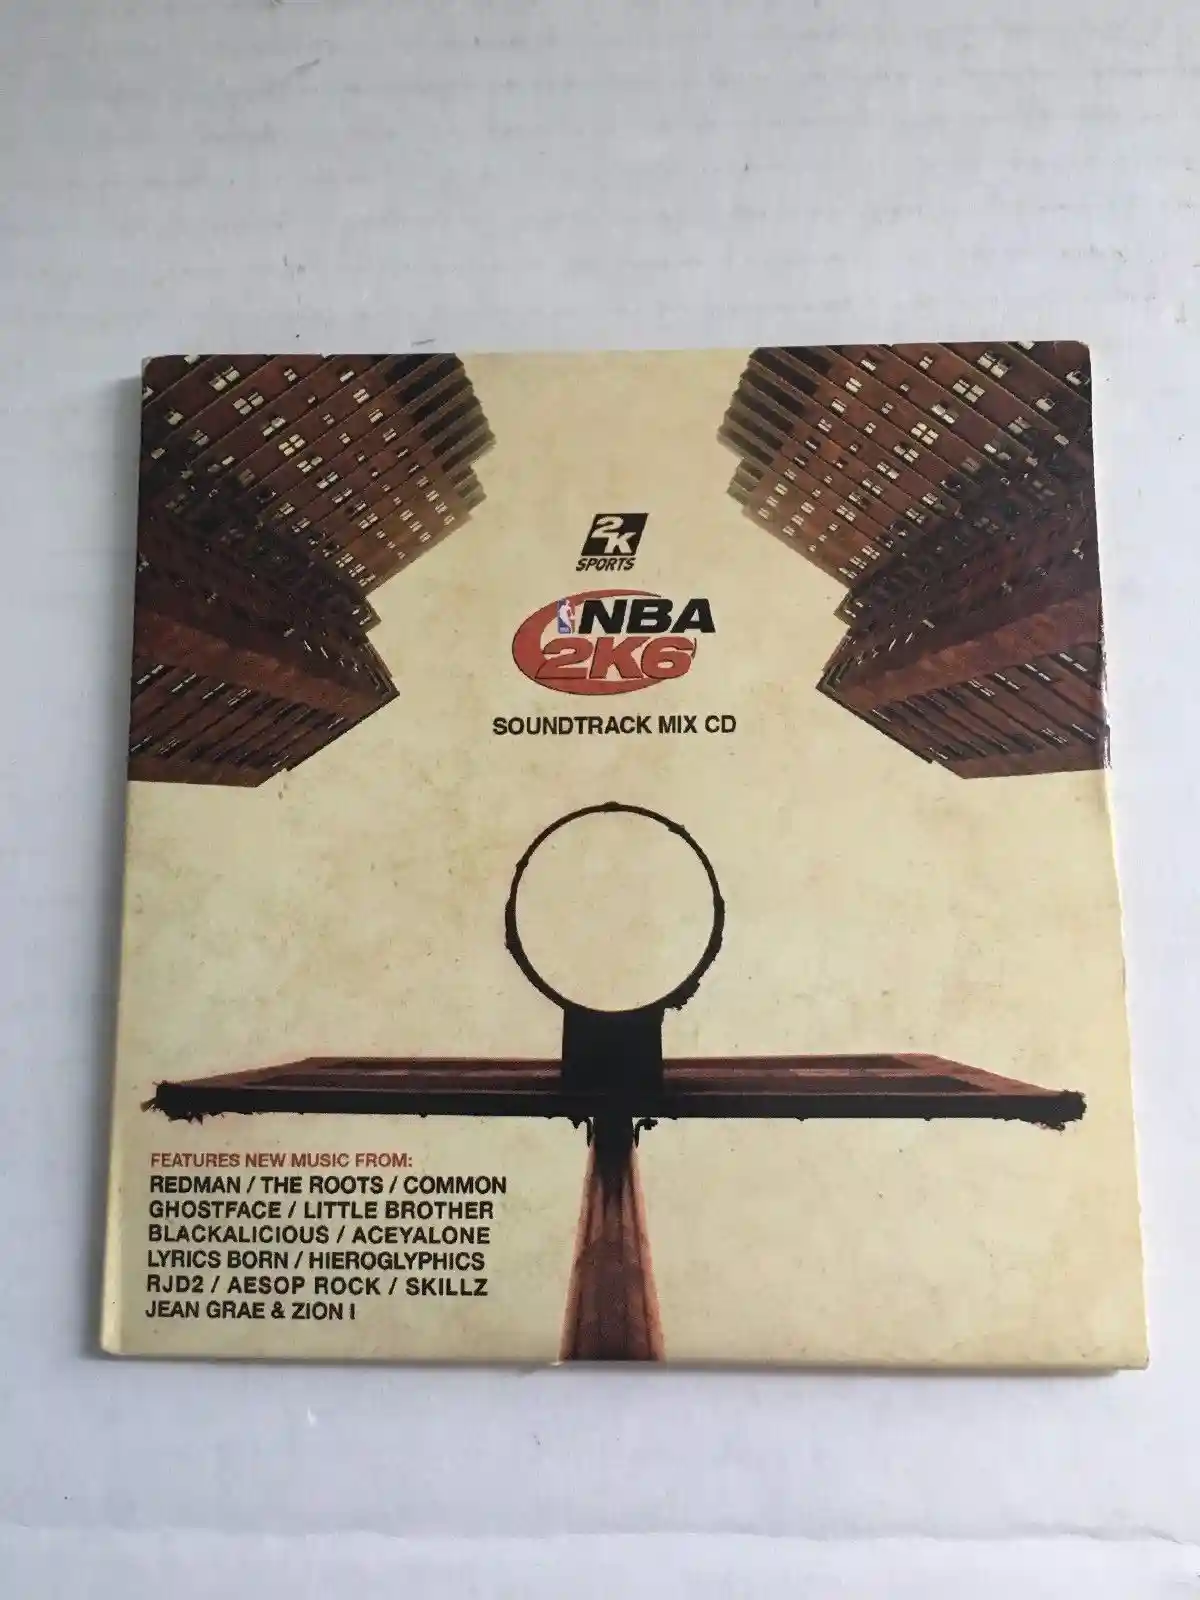 2K
SPORTS
NBA
2K6
SOUNDTRACK MIX CD
FEATURES NEW MUSIC FROM:
REDMAN / THE ROOTS / COMMON
GHOSTFACE / LITTLE BROTHER
BLACKALICIOUS / ACEYALONE
LYRICS BORN / HIEROGLYPHICS
RJD2 / AESOP ROCK / SKILLZ
JEAN GRAE & ZION I